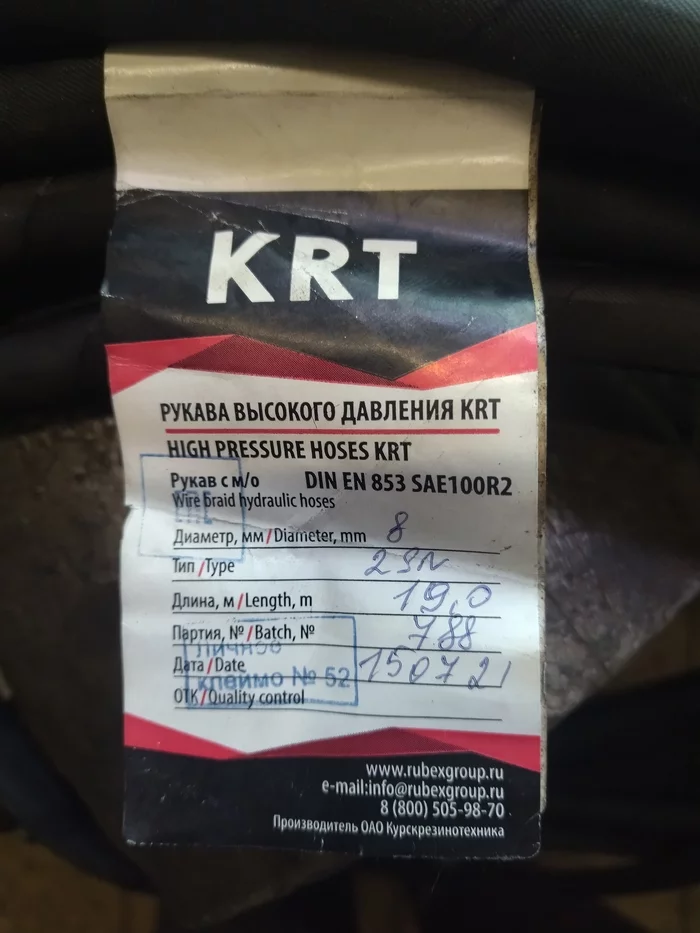 KRT
РУКАВА ВЫСОКОГО ДАВЛЕНИЯ KRT
HIGH PRESSURE HOSES KRT
Рукав с м/о DIN EN 853 SAE100R2
Wire braid hydraulic hoses
Диаметр, мм/Diameter, mm 8
Тип/Type 2SN
Длина, м/Length, m 19,0
Партия, №/Batch, № 788
Личное
Дата/Date 150721
клеймо № 52
ОТК/Quality control
www.rubexgroup.ru
e-mail:info@rubexgroup.ru
8 (800) 505-98-70
Производитель ОАО Курскрезинотехника